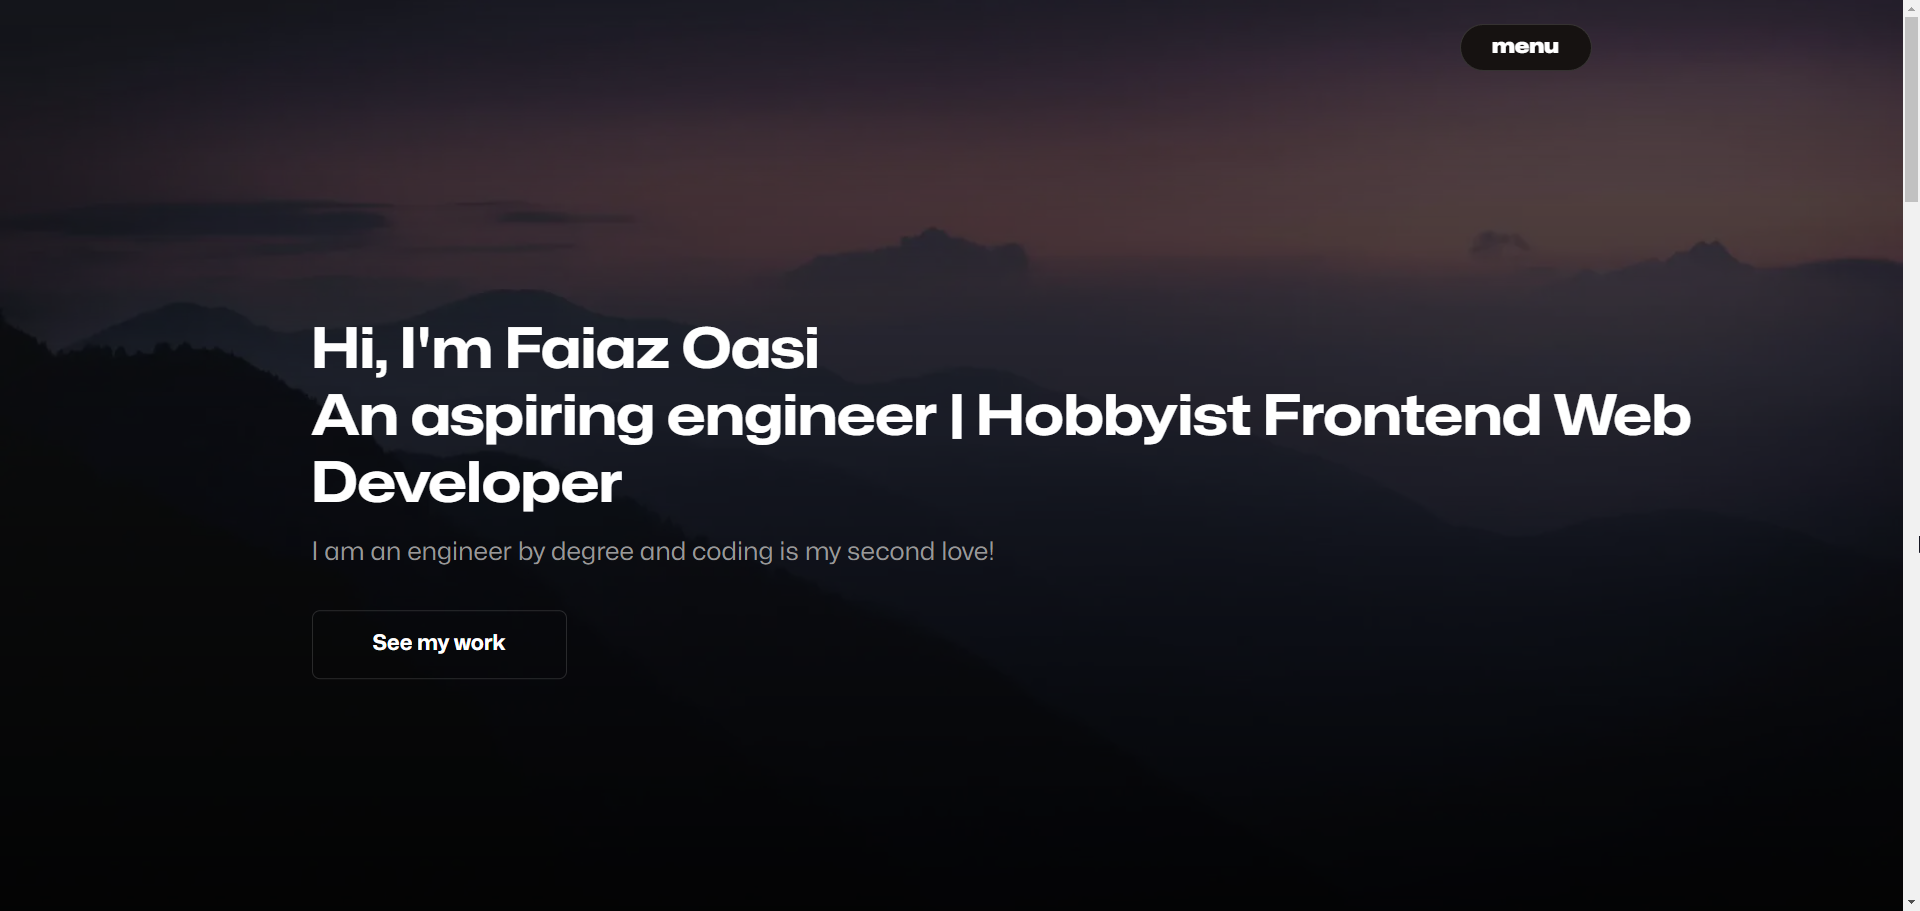 menu
Hi, I'm Faiaz Oasi
An aspiring engineer | Hobbyist Frontend Web
Developer
I am an engineer by degree and coding is my second love!
See my work